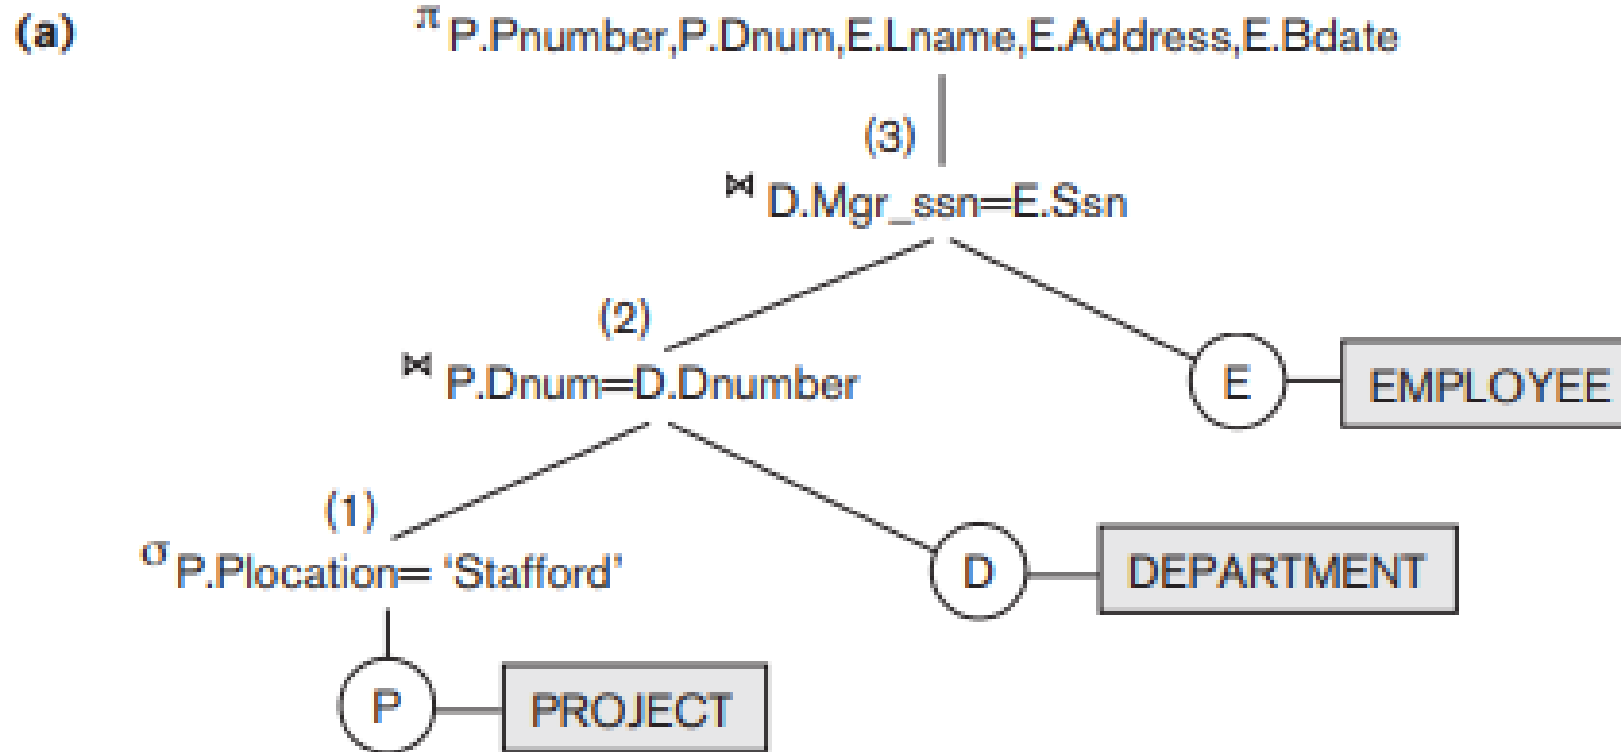 (a)
π P.Pnumber,P.Dnum,E.Lname,E.Address,E.Bdate
(3)
⋈ D.Mgr_ssn=E.Ssn
(2)
⋈ P.Dnum=D.Dnumber
E
EMPLOYEE
(1)
σ P.Plocation= ‘Stafford’
D
DEPARTMENT
P
PROJECT